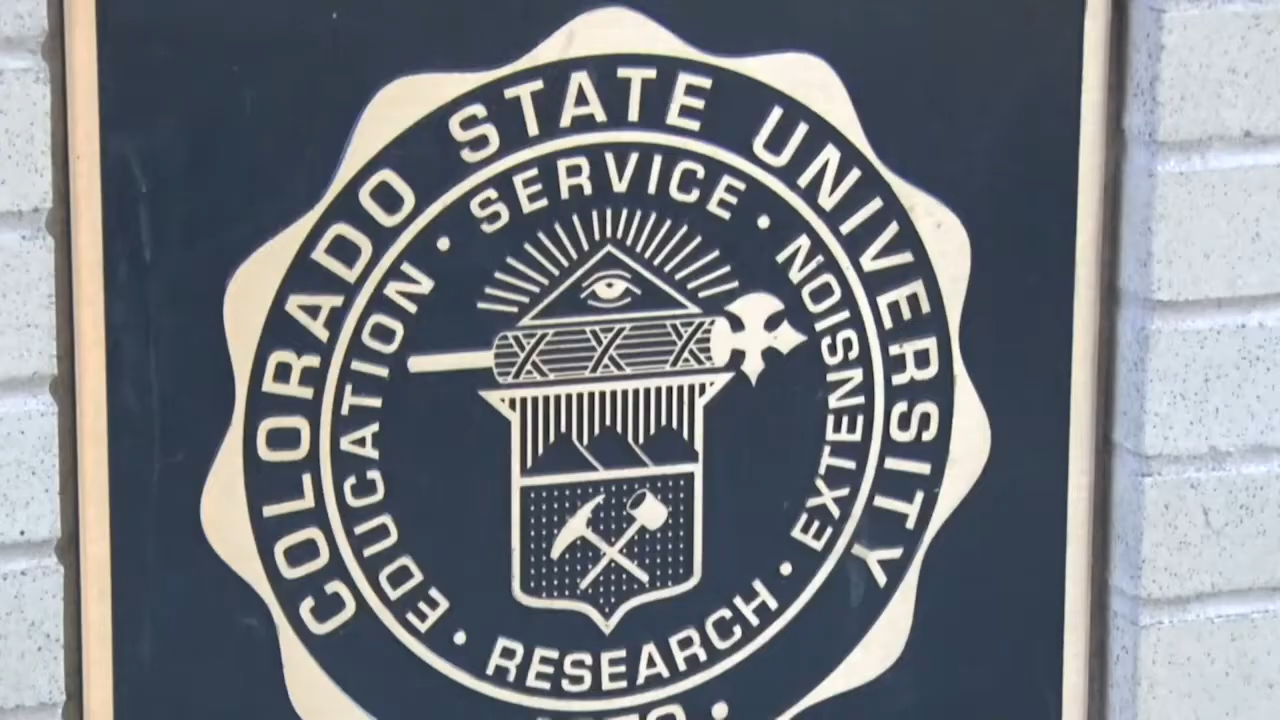 COLORADO STATE UNIVERSITY
EDUCATION • SERVICE • EXTENSION
• RESEARCH •